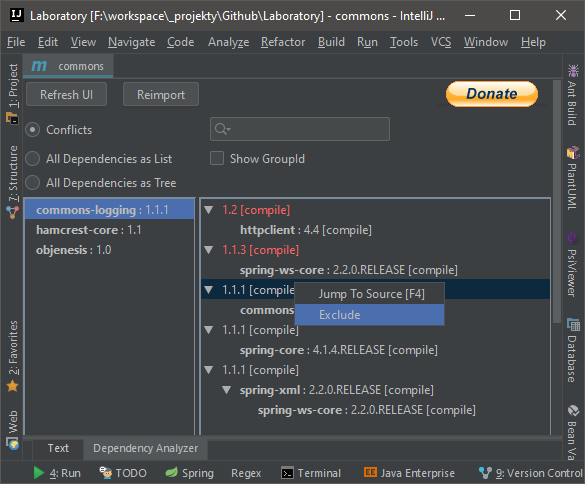 Laboratory [F:\workspace\_projekty\Github\Laboratory] - commons - IntelliJ ...
File Edit View Navigate Code Analyze Refactor Build Run Tools VCS Window Help
commons
Refresh UI Reimport Donate
Conflicts
All Dependencies as List Show GroupId
All Dependencies as Tree
commons-logging : 1.1.1
hamcrest-core : 1.1
objenesis : 1.0
1.2 [compile]
httpclient : 4.4 [compile]
1.1.3 [compile]
spring-ws-core : 2.2.0.RELEASE [compile]
1.1.1 [compile
commons
Jump To Source [F4]
Exclude
1.1.1 [compile]
spring-core : 4.1.4.RELEASE [compile]
1.1.1 [compile]
spring-xml : 2.2.0.RELEASE [compile]
spring-ws-core : 2.2.0.RELEASE [compile]
1: Project
7: Structure
2: Favorites
Web
Ant Build
PlantUML
PsiViewer
Database
Bean Va
Text Dependency Analyzer
4: Run TODO Spring Regex Terminal Java Enterprise 9: Version Control